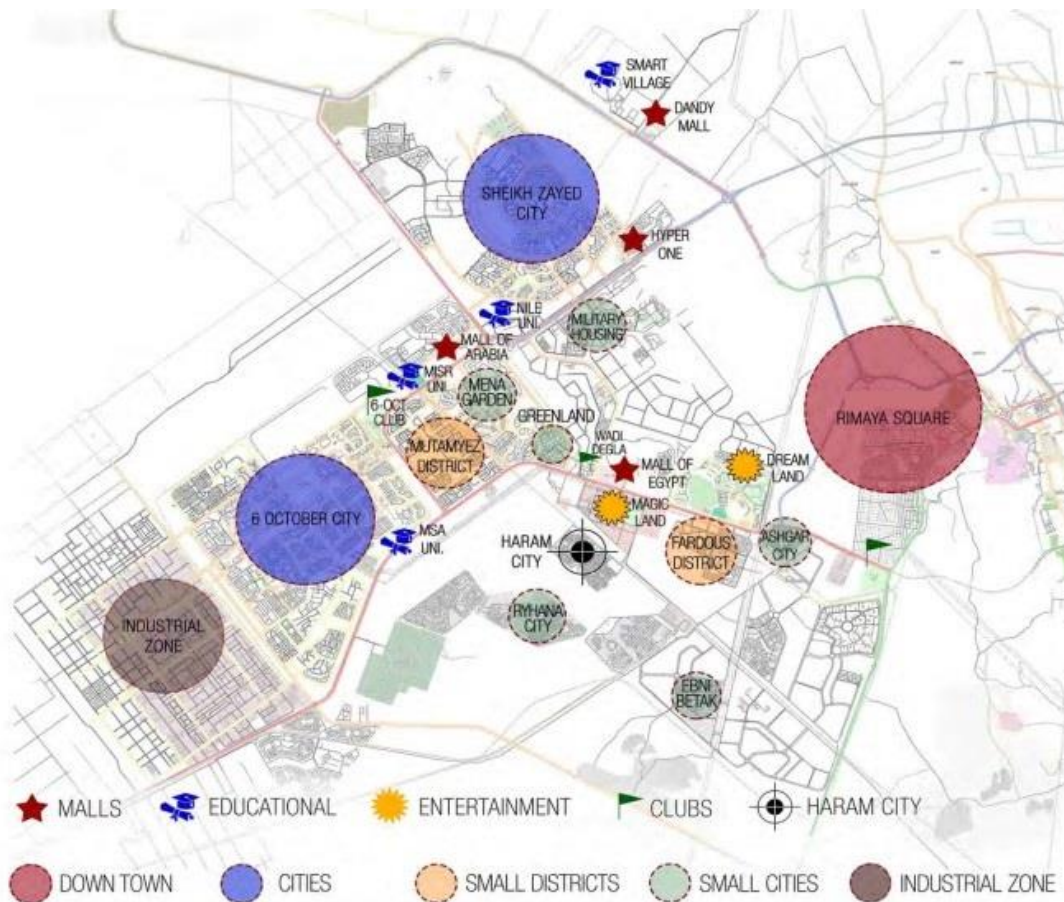 SMART
VILLAGE
DANDY
MALL
SHEIKH ZAYED
CITY
HYPER
ONE
NILE
UNI.
MILITARY
HOUSING
MALL OF
ARABIA
MISR
UNI.
MENA
GARDEN
6-OCT
CLUB
GREENLAND
RIMAYA SQUARE
MUTAMYEZ
DISTRICT
WADI
DEGLA
MALL OF
EGYPT
DREAM
LAND
MAGIC
LAND
6 OCTOBER CITY
MSA
UNI.
HARAM
CITY
FARDOUS
DISTRICT
ASHGAR
CITY
RYHANA
CITY
INDUSTRIAL
ZONE
EBNI
BETAK
MALLS
EDUCATIONAL
ENTERTAINMENT
CLUBS
HARAM CITY
DOWN TOWN
CITIES
SMALL DISTRICTS
SMALL CITIES
INDUSTRIAL ZONE